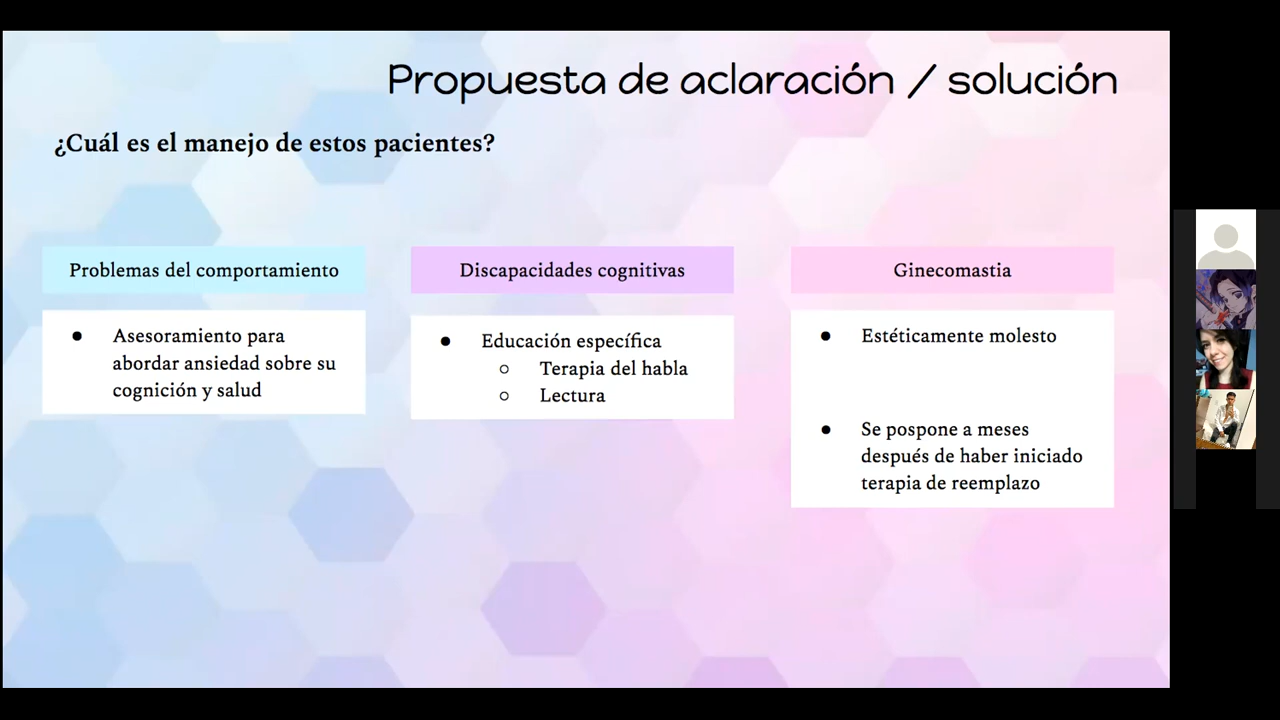 Propuesta de aclaración / solución
¿Cuál es el manejo de estos pacientes?
Problemas del comportamiento
● Asesoramiento para
abordar ansiedad sobre su
cognición y salud
Discapacidades cognitivas
● Educación específica
○ Terapia del habla
○ Lectura
Ginecomastia
● Estéticamente molesto
● Se pospone a meses
después de haber iniciado
terapia de reemplazo